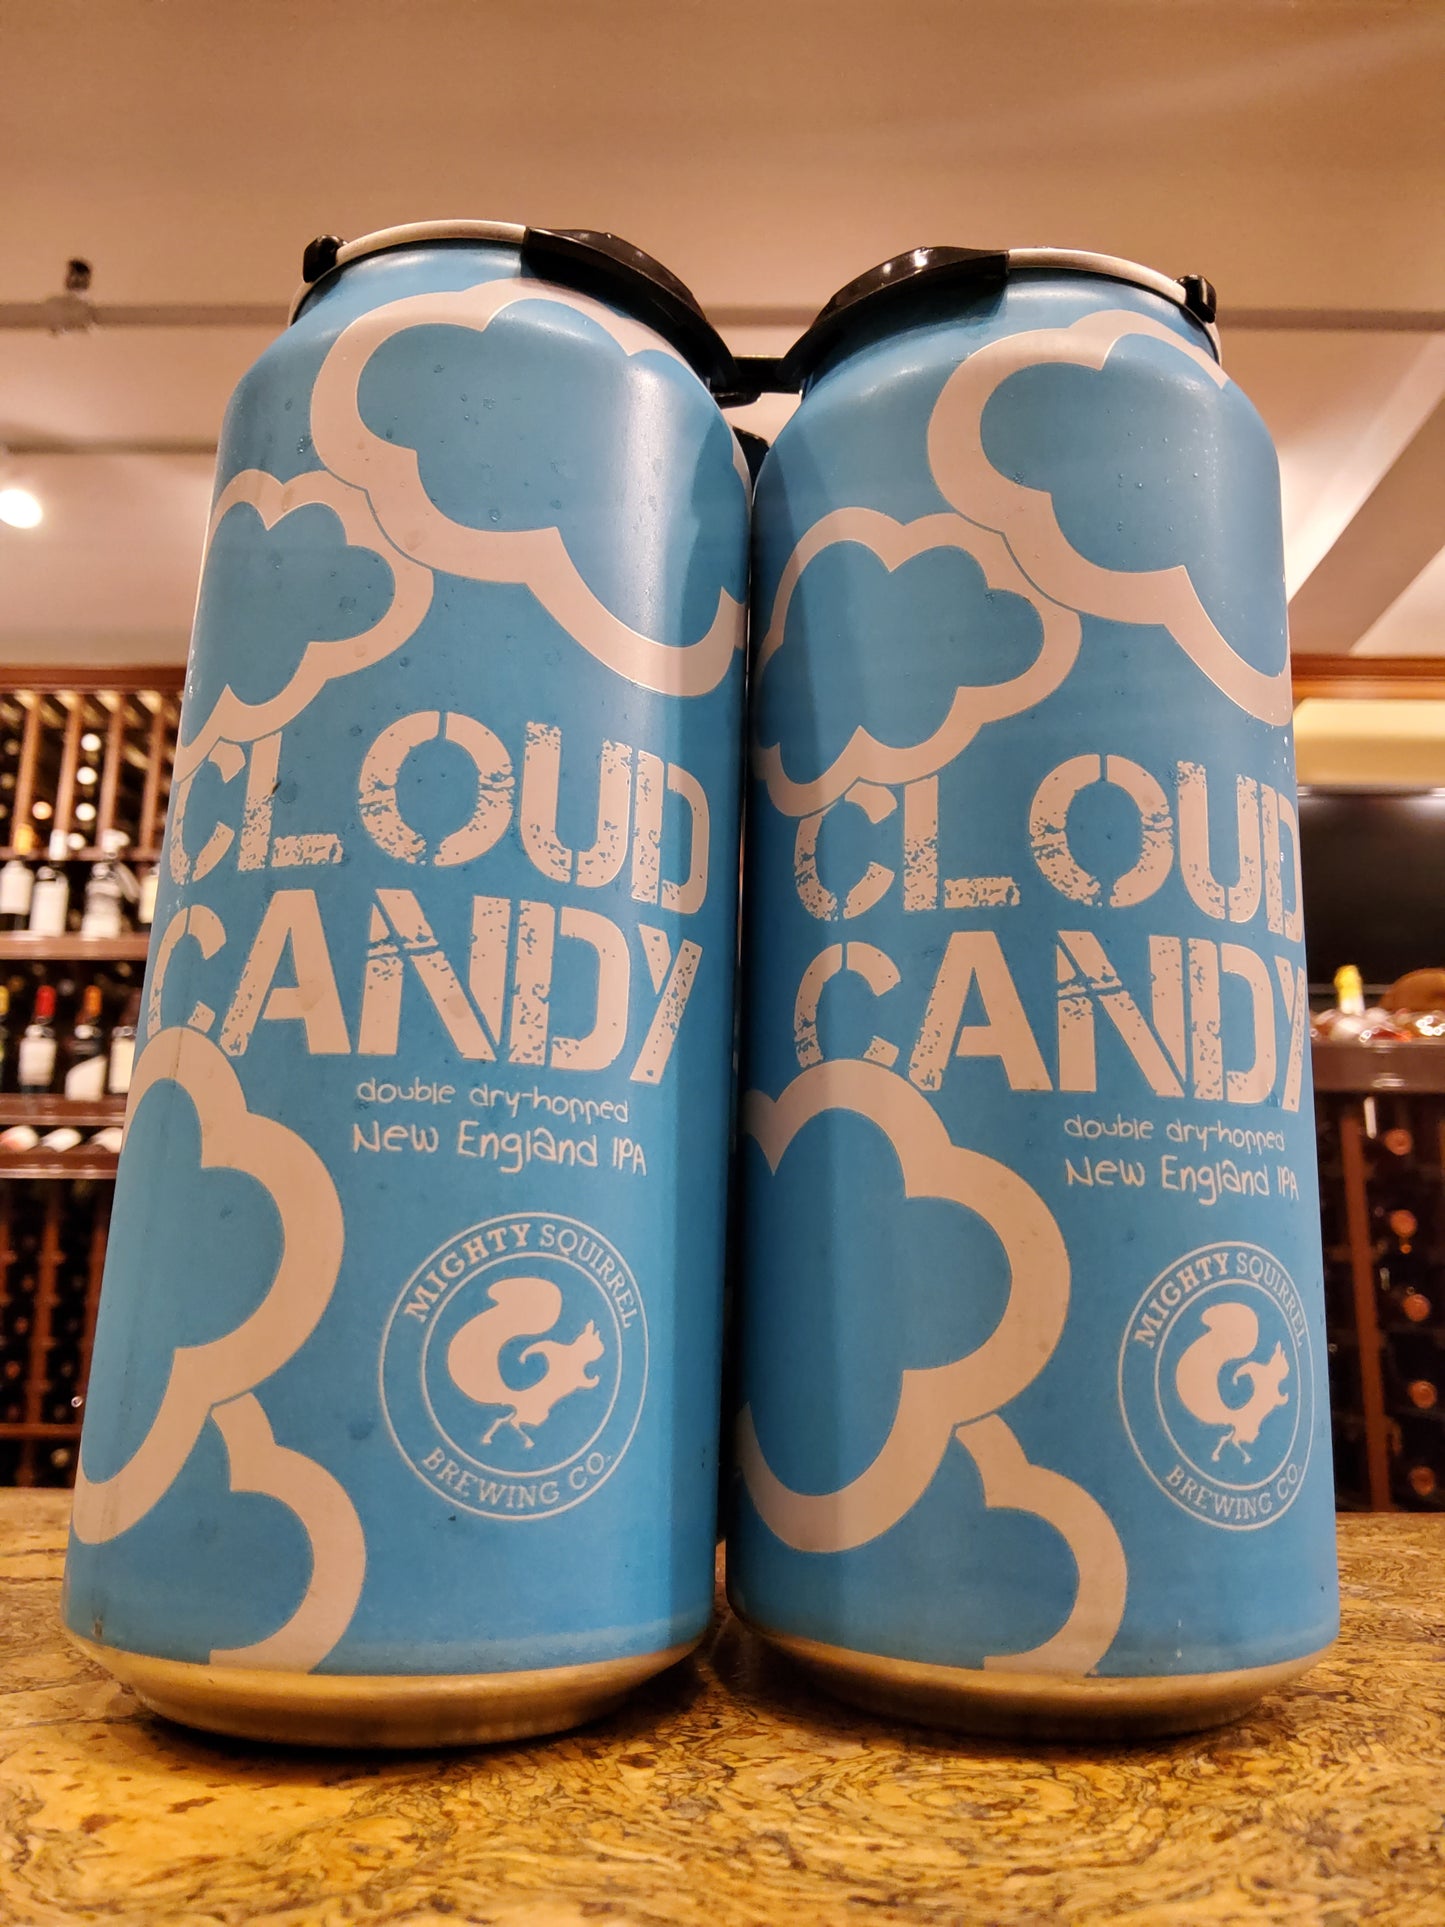 CLOUD
CANDY
double dry-hopped
New England IPA
MIGHTY SQUIRREL
BREWING CO.
CLOUD
CANDY
double dry-hopped
New England IPA
MIGHTY SQUIRREL
BREWING CO.